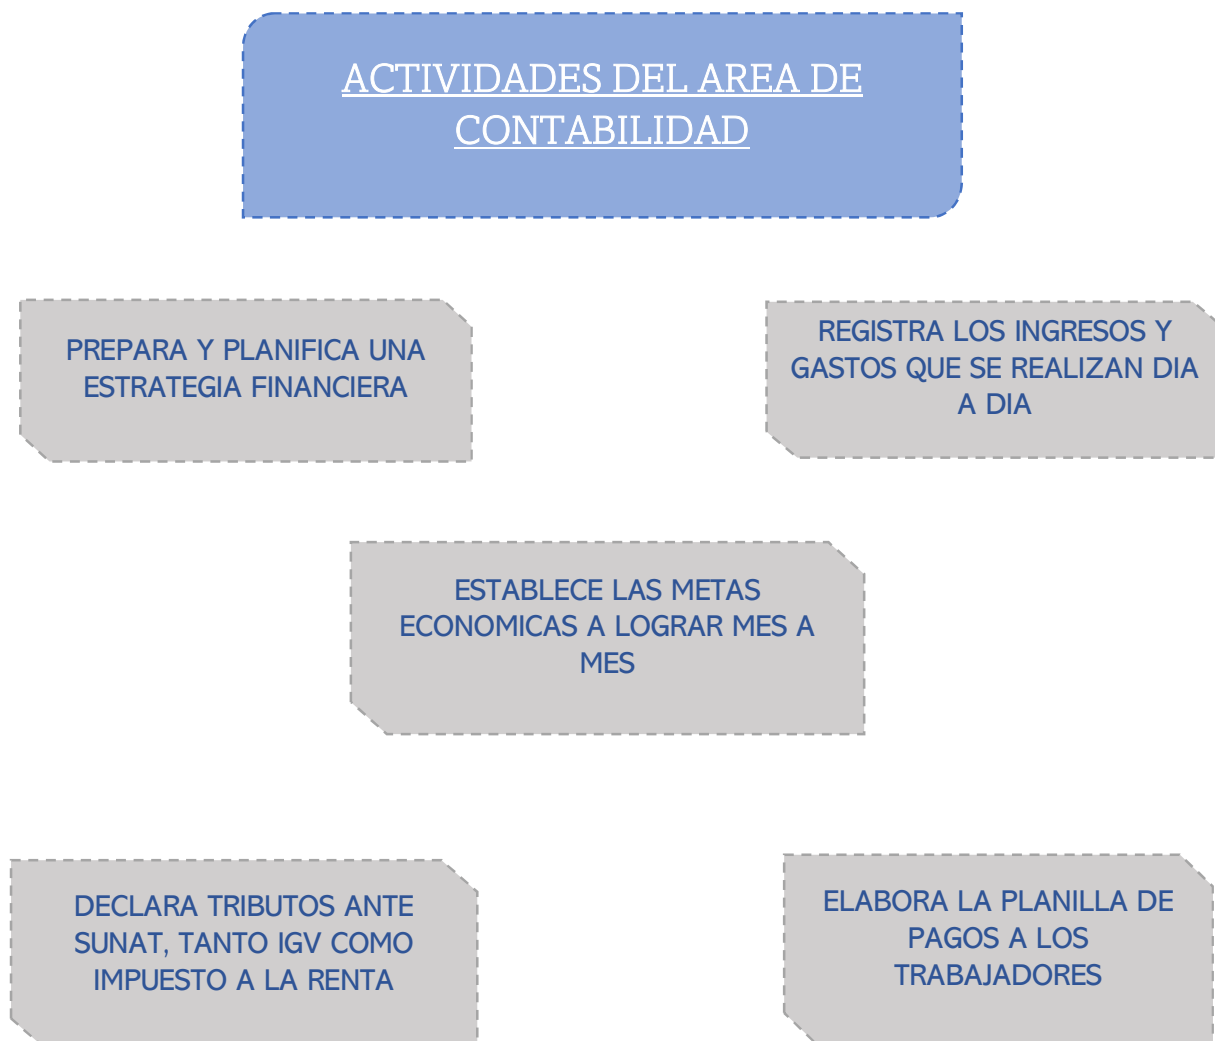 ACTIVIDADES DEL AREA DE
CONTABILIDAD
PREPARA Y PLANIFICA UNA
ESTRATEGIA FINANCIERA
REGISTRA LOS INGRESOS Y
GASTOS QUE SE REALIZAN DIA
A DIA
ESTABLECE LAS METAS
ECONOMICAS A LOGRAR MES A
MES
DECLARA TRIBUTOS ANTE
SUNAT, TANTO IGV COMO
IMPUESTO A LA RENTA
ELABORA LA PLANILLA DE
PAGOS A LOS
TRABAJADORES